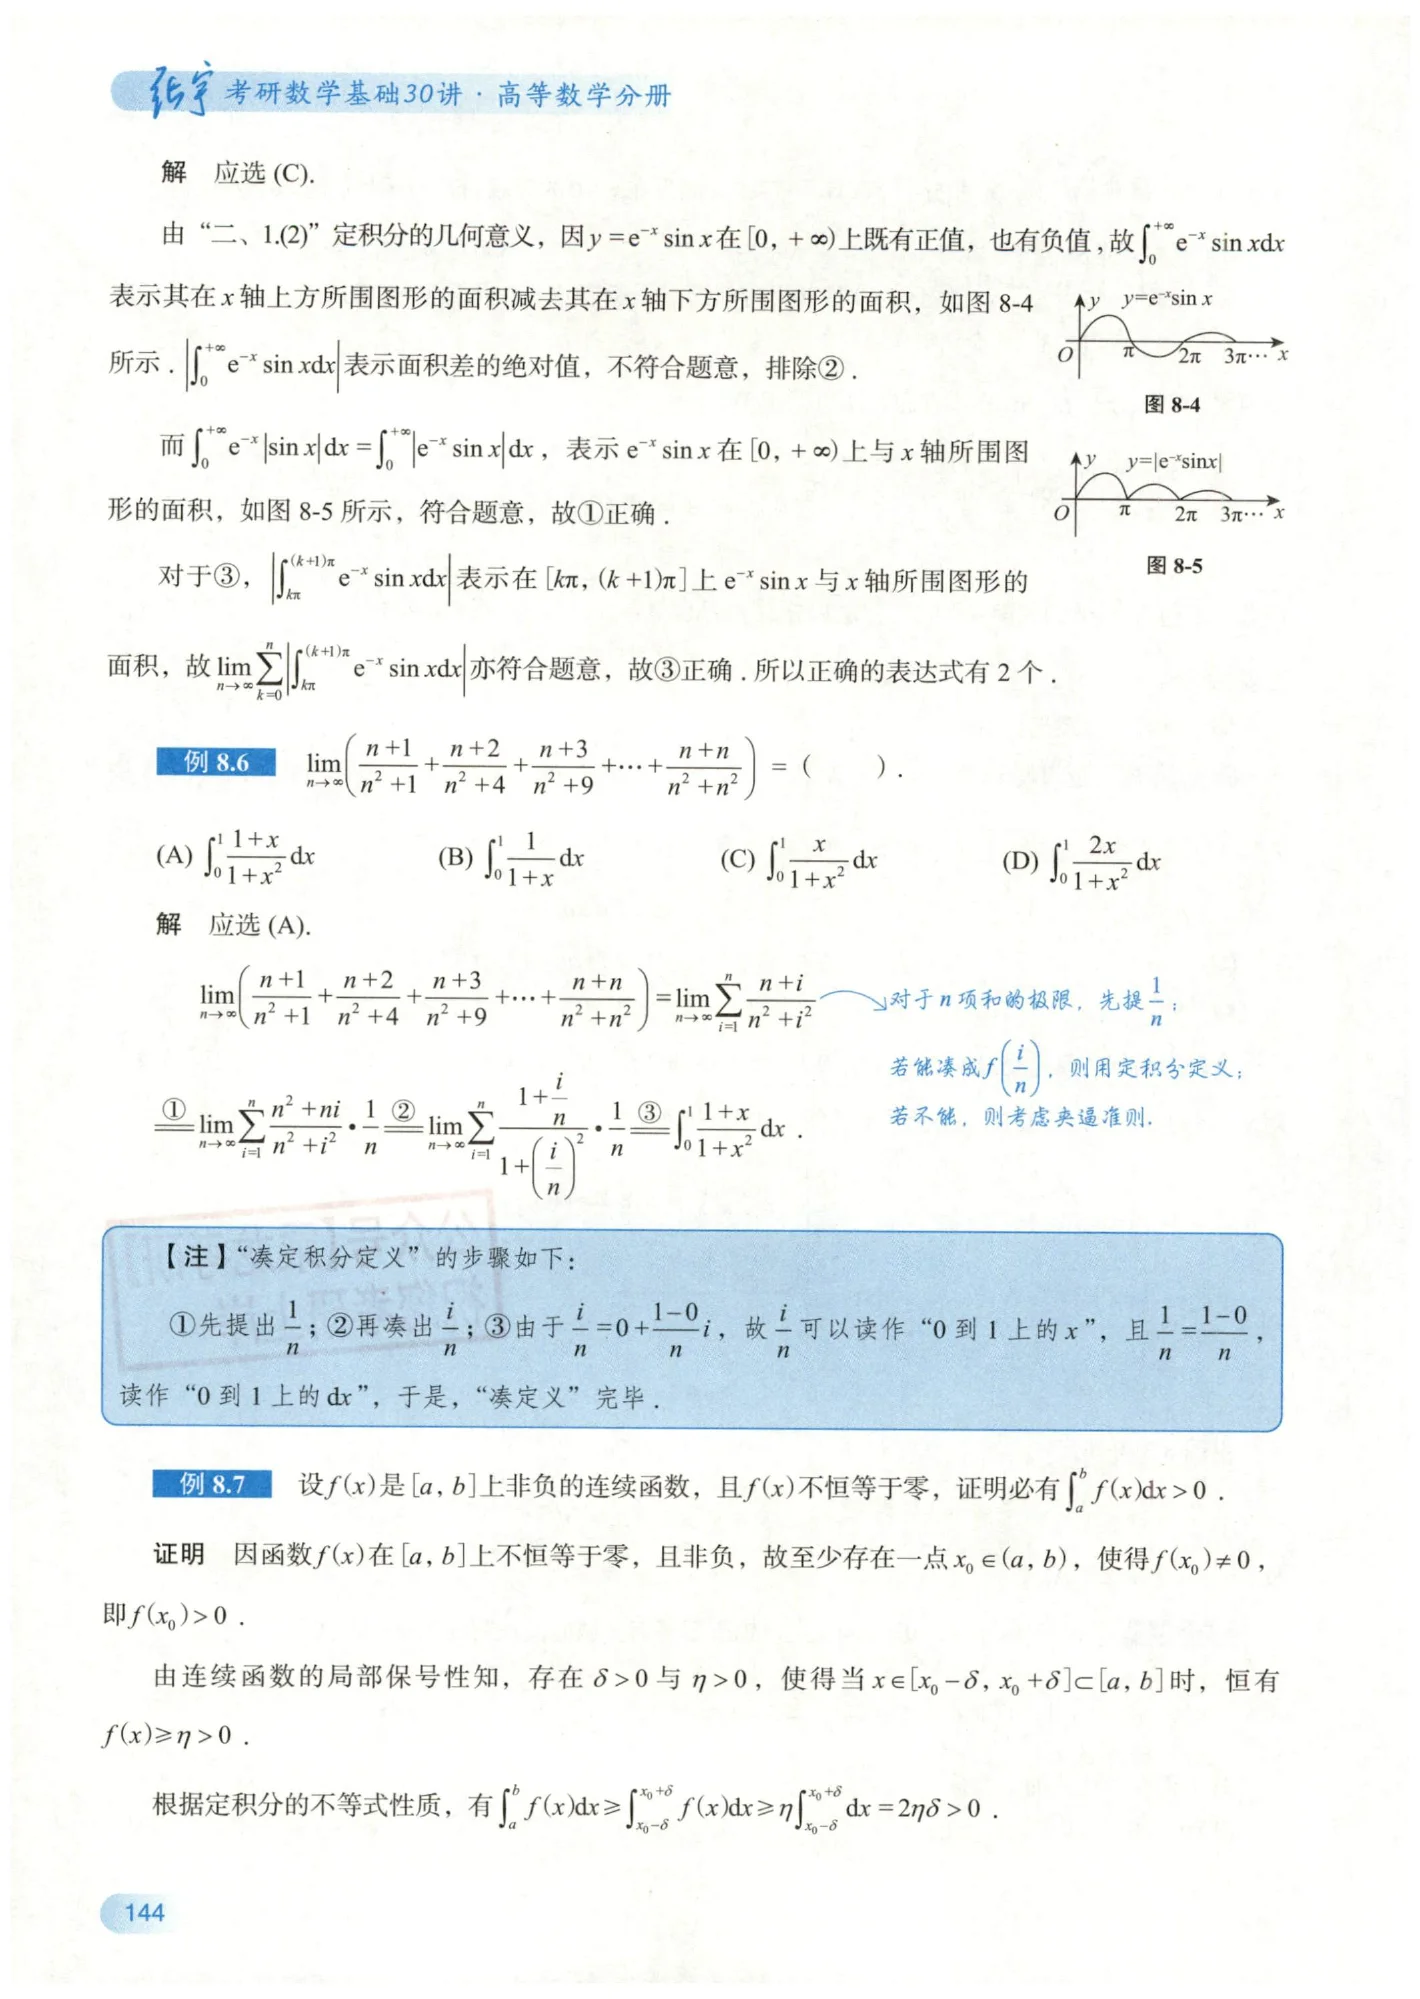 张宇 考研数学基础30讲·高等数学分册
解 应选(C).
由“二、1.(2)”定积分的几何意义，因 $y=e^{-x}\sin x$ 在 $[0,+\infty)$ 上既有正值，也有负值，故 $\int_0^{+\infty}e^{-x}\sin x\mathrm{d}x$
表示其在 x 轴上方所围图形的面积减去其在 x 轴下方所围图形的面积，如图 8-4
所示．$\left|\int_0^{+\infty}e^{-x}\sin x\mathrm{d}x\right|$ 表示面积差的绝对值，不符合题意，排除②．
y y=e^{-x}sin x
O π 2π 3π… x
图 8-4
而 $\int_0^{+\infty}e^{-x}|\sin x|\mathrm{d}x=\int_0^{+\infty}|e^{-x}\sin x|\mathrm{d}x$，表示 $e^{-x}\sin x$ 在 $[0,+\infty)$ 上与 x 轴所围图
形的面积，如图 8-5 所示，符合题意，故①正确．
y y=|e^{-x}sinx|
O π 2π 3π… x
图 8-5
对于③，$\left|\int_{k\pi}^{(k+1)\pi}e^{-x}\sin x\mathrm{d}x\right|$ 表示在 $[k\pi,(k+1)\pi]$ 上 $e^{-x}\sin x$ 与 x 轴所围图形的
面积，故 $\lim_{n\to\infty}\sum_{k=0}^{n}\left|\int_{k\pi}^{(k+1)\pi}e^{-x}\sin x\mathrm{d}x\right|$ 亦符合题意，故③正确．所以正确的表达式有 2 个．
例 8.6 $\lim_{n\to\infty}\left(\frac{n+1}{n^2+1}+\frac{n+2}{n^2+4}+\frac{n+3}{n^2+9}+\cdots+\frac{n+n}{n^2+n^2}\right)=$（ ）．
(A) $\int_0^1\frac{1+x}{1+x^2}\mathrm{d}x$ (B) $\int_0^1\frac{1}{1+x}\mathrm{d}x$ (C) $\int_0^1\frac{x}{1+x^2}\mathrm{d}x$ (D) $\int_0^1\frac{2x}{1+x^2}\mathrm{d}x$
解 应选(A).
$\lim_{n\to\infty}\left(\frac{n+1}{n^2+1}+\frac{n+2}{n^2+4}+\frac{n+3}{n^2+9}+\cdots+\frac{n+n}{n^2+n^2}\right)=\lim_{n\to\infty}\sum_{i=1}^{n}\frac{n+i}{n^2+i^2}$
$\overset{①}{=}\lim_{n\to\infty}\sum_{i=1}^{n}\frac{n^2+ni}{n^2+i^2}\cdot\frac{1}{n}\overset{②}{=}\lim_{n\to\infty}\sum_{i=1}^{n}\frac{1+\frac{i}{n}}{1+\left(\frac{i}{n}\right)^2}\cdot\frac{1}{n}\overset{③}{=}\int_0^1\frac{1+x}{1+x^2}\mathrm{d}x$．
对于 n 项和的极限，先提 $\frac{1}{n}$；
若能凑成 $f\left(\frac{i}{n}\right)$，则用定积分定义；
若不能，则考虑夹逼准则.
【注】“凑定积分定义”的步骤如下：
①先提出 $\frac{1}{n}$；②再凑出 $\frac{i}{n}$；③由于 $\frac{i}{n}=0+\frac{1-0}{n}i$，故 $\frac{i}{n}$ 可以读作“0 到 1 上的 x”，且 $\frac{1}{n}=\frac{1-0}{n}$，
读作“0 到 1 上的 dx”，于是，“凑定义”完毕．
例 8.7 设 $f(x)$ 是 $[a,b]$ 上非负的连续函数，且 $f(x)$ 不恒等于零，证明必有 $\int_a^b f(x)\mathrm{d}x>0$．
证明 因函数 $f(x)$ 在 $[a,b]$ 上不恒等于零，且非负，故至少存在一点 $x_0\in(a,b)$，使得 $f(x_0)\neq0$，
即 $f(x_0)>0$．
由连续函数的局部保号性知，存在 $\delta>0$ 与 $\eta>0$，使得当 $x\in[x_0-\delta,x_0+\delta]\subset[a,b]$ 时，恒有
$f(x)\geq\eta>0$．
根据定积分的不等式性质，有 $\int_a^b f(x)\mathrm{d}x\geq\int_{x_0-\delta}^{x_0+\delta}f(x)\mathrm{d}x\geq\eta\int_{x_0-\delta}^{x_0+\delta}\mathrm{d}x=2\eta\delta>0$．
144